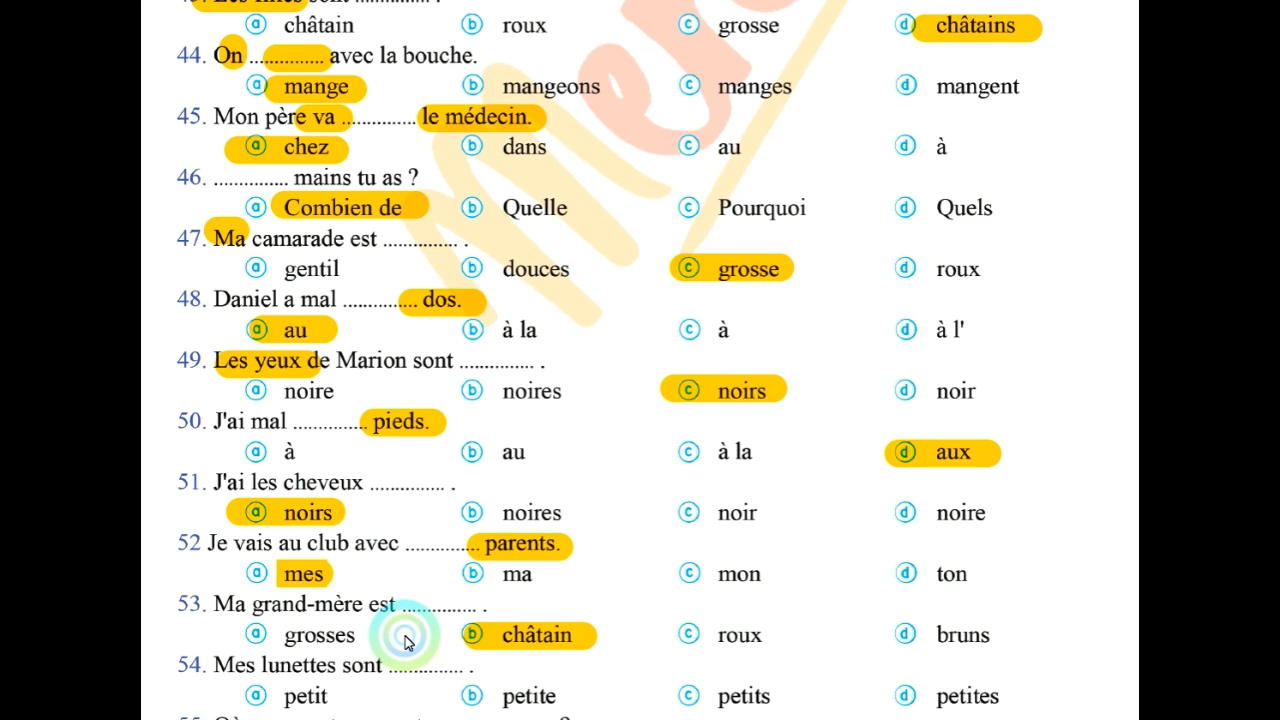 ⓐ châtain ⓑ roux ⓒ grosse ⓓ châtains
44. On .............. avec la bouche.
ⓐ mange ⓑ mangeons ⓒ manges ⓓ mangent
45. Mon père va .............. le médecin.
ⓐ chez ⓑ dans ⓒ au ⓓ à
46. .............. mains tu as ?
ⓐ Combien de ⓑ Quelle ⓒ Pourquoi ⓓ Quels
47. Ma camarade est .............. .
ⓐ gentil ⓑ douces ⓒ grosse ⓓ roux
48. Daniel a mal .............. dos.
ⓐ au ⓑ à la ⓒ à ⓓ à l'
49. Les yeux de Marion sont .............. .
ⓐ noire ⓑ noires ⓒ noirs ⓓ noir
50. J'ai mal .............. pieds.
ⓐ à ⓑ au ⓒ à la ⓓ aux
51. J'ai les cheveux .............. .
ⓐ noirs ⓑ noires ⓒ noir ⓓ noire
52 Je vais au club avec .............. parents.
ⓐ mes ⓑ ma ⓒ mon ⓓ ton
53. Ma grand-mère est .............. .
ⓐ grosses ⓑ châtain ⓒ roux ⓓ bruns
54. Mes lunettes sont .............. .
ⓐ petit ⓑ petite ⓒ petits ⓓ petites